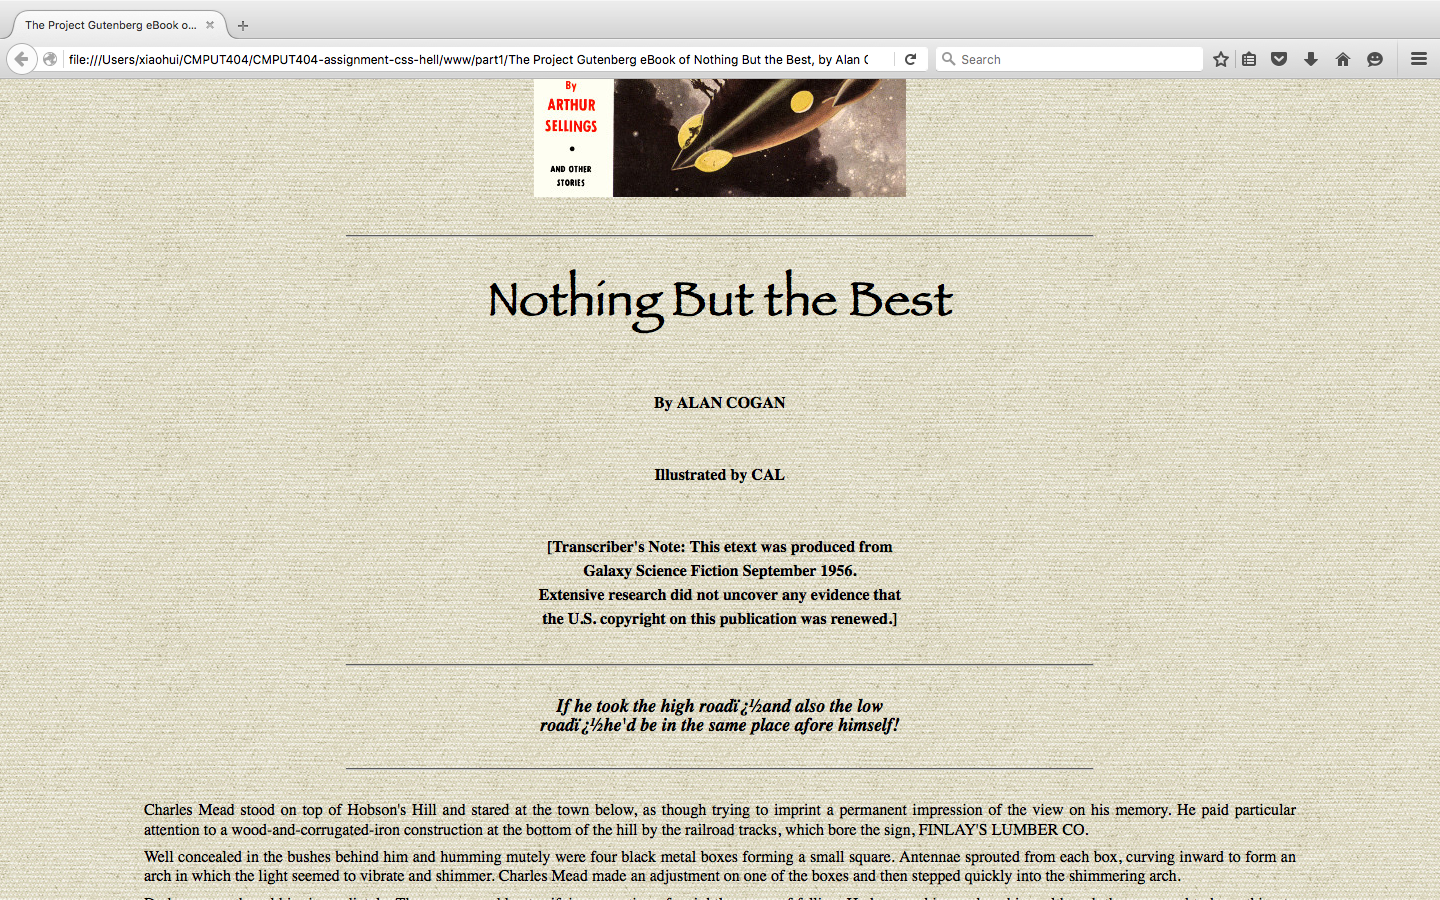 The Project Gutenberg eBook o...
file:///Users/xiaohui/CMPUT404/CMPUT404-assignment-css-hell/www/part1/The Project Gutenberg eBook of Nothing But the Best, by Alan C
Search
By
ARTHUR
SELLINGS
•
AND OTHER
STORIES
Nothing But the Best
By ALAN COGAN
Illustrated by CAL
[Transcriber's Note: This etext was produced from
Galaxy Science Fiction September 1956.
Extensive research did not uncover any evidence that
the U.S. copyright on this publication was renewed.]
If he took the high roadï¿½and also the low
roadï¿½he'd be in the same place afore himself!
Charles Mead stood on top of Hobson's Hill and stared at the town below, as though trying to imprint a permanent impression of the view on his memory. He paid particular
attention to a wood-and-corrugated-iron construction at the bottom of the hill by the railroad tracks, which bore the sign, FINLAY'S LUMBER CO.
Well concealed in the bushes behind him and humming mutely were four black metal boxes forming a small square. Antennae sprouted from each box, curving inward to form an
arch in which the light seemed to vibrate and shimmer. Charles Mead made an adjustment on one of the boxes and then stepped quickly into the shimmering arch.